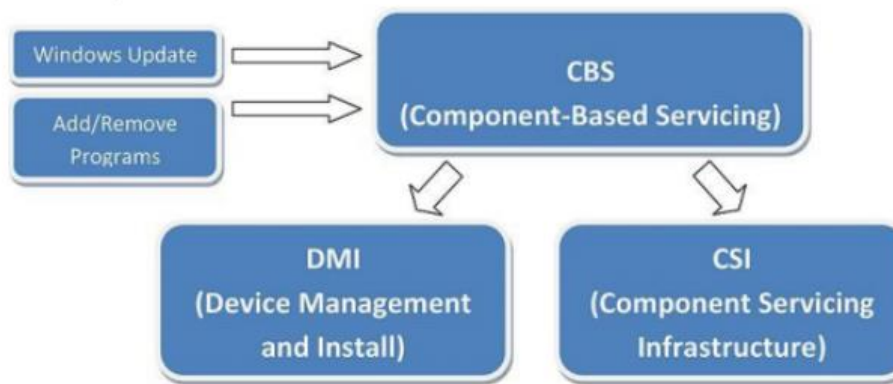 Windows Update
Add/Remove
Programs
CBS
(Component-Based Servicing)
DMI
(Device Management
and Install)
CSI
(Component Servicing
Infrastructure)